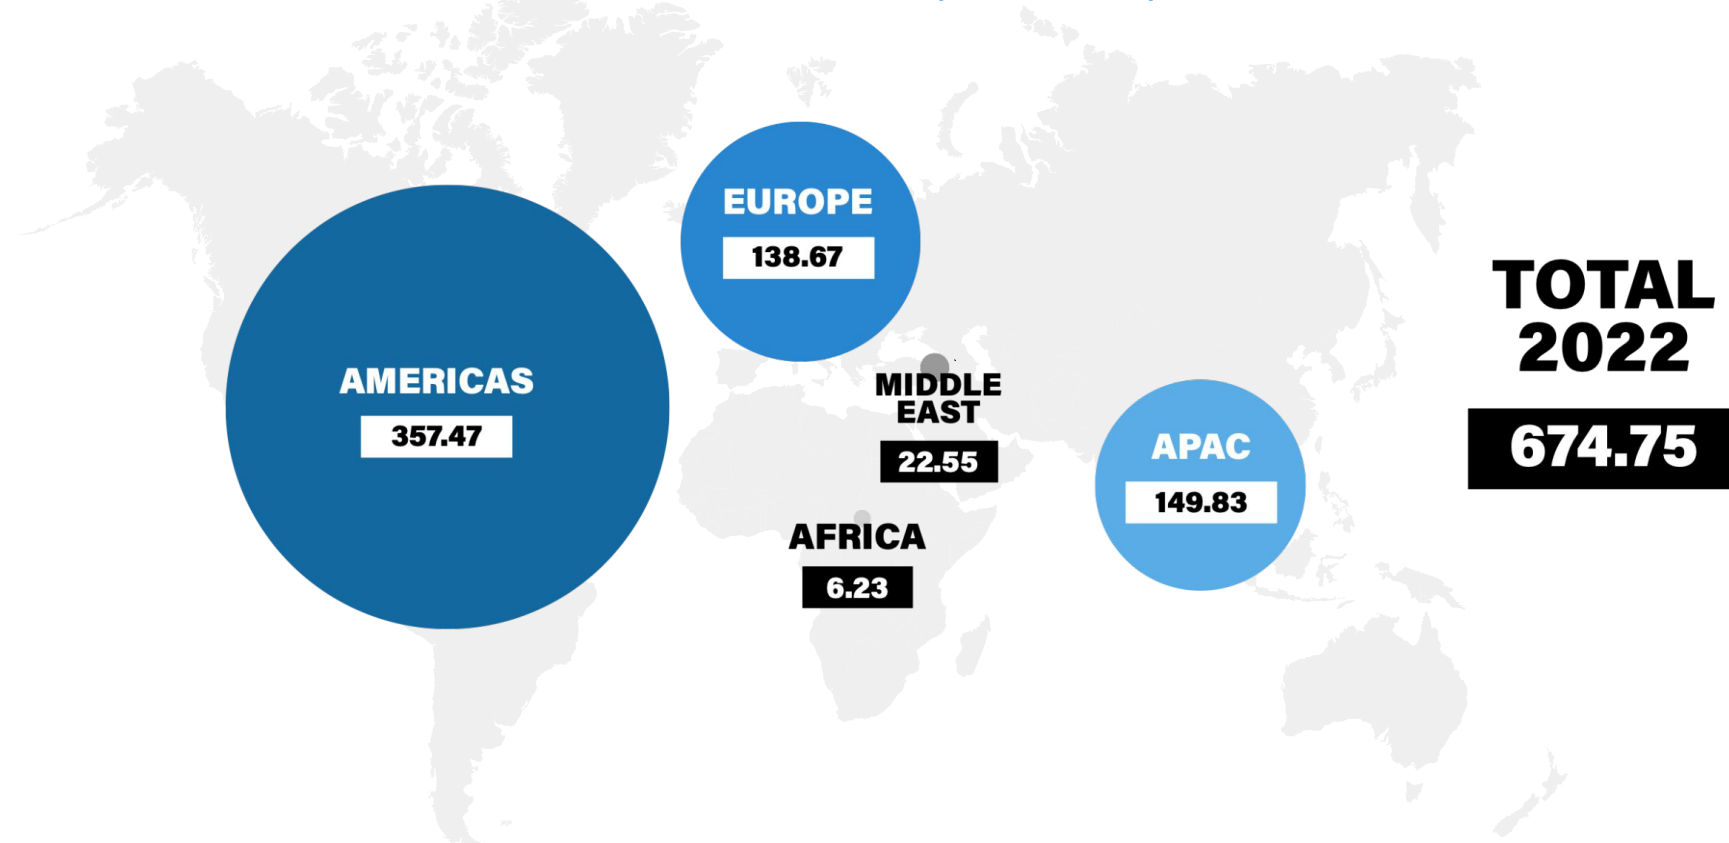 EUROPE
138.67
AMERICAS
357.47
MIDDLE
EAST
22.55
APAC
149.83
AFRICA
6.23
TOTAL
2022
674.75